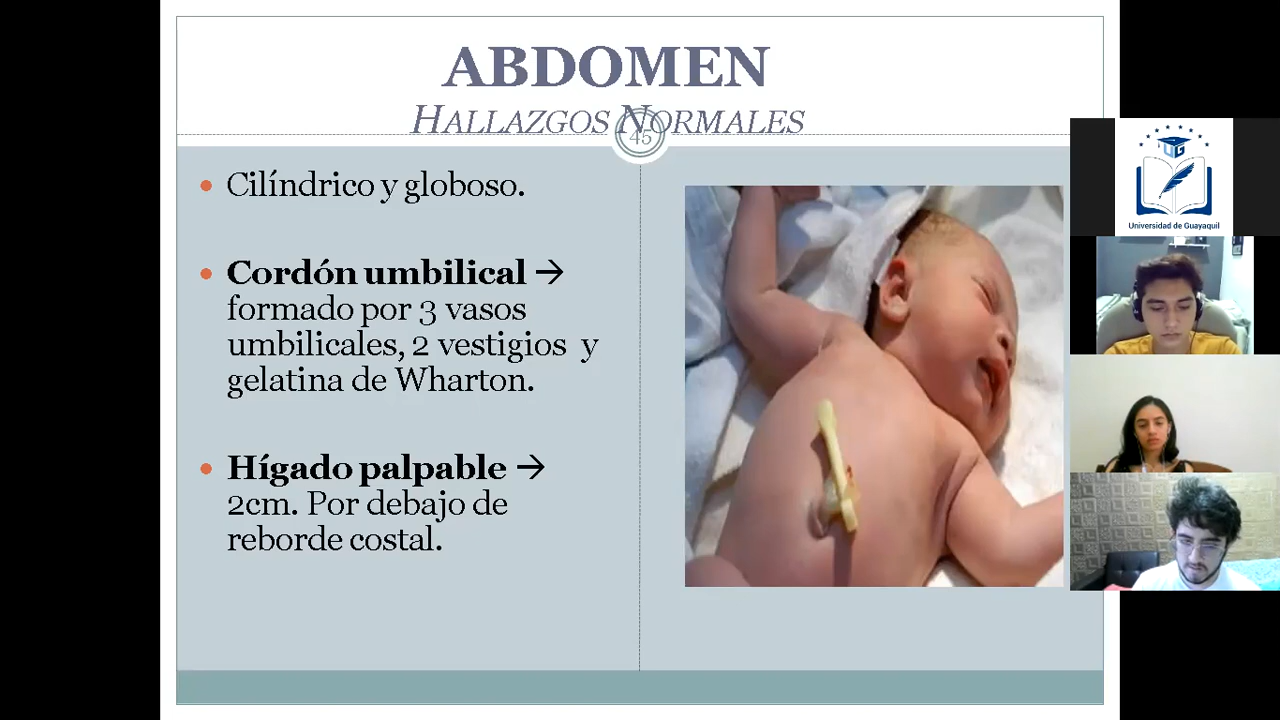 ABDOMEN
HALLAZGOS NORMALES
45
• Cilíndrico y globoso.
• Cordón umbilical →
formado por 3 vasos
umbilicales, 2 vestigios y
gelatina de Wharton.
• Hígado palpable →
2cm. Por debajo de
reborde costal.
UG
Universidad de Guayaquil